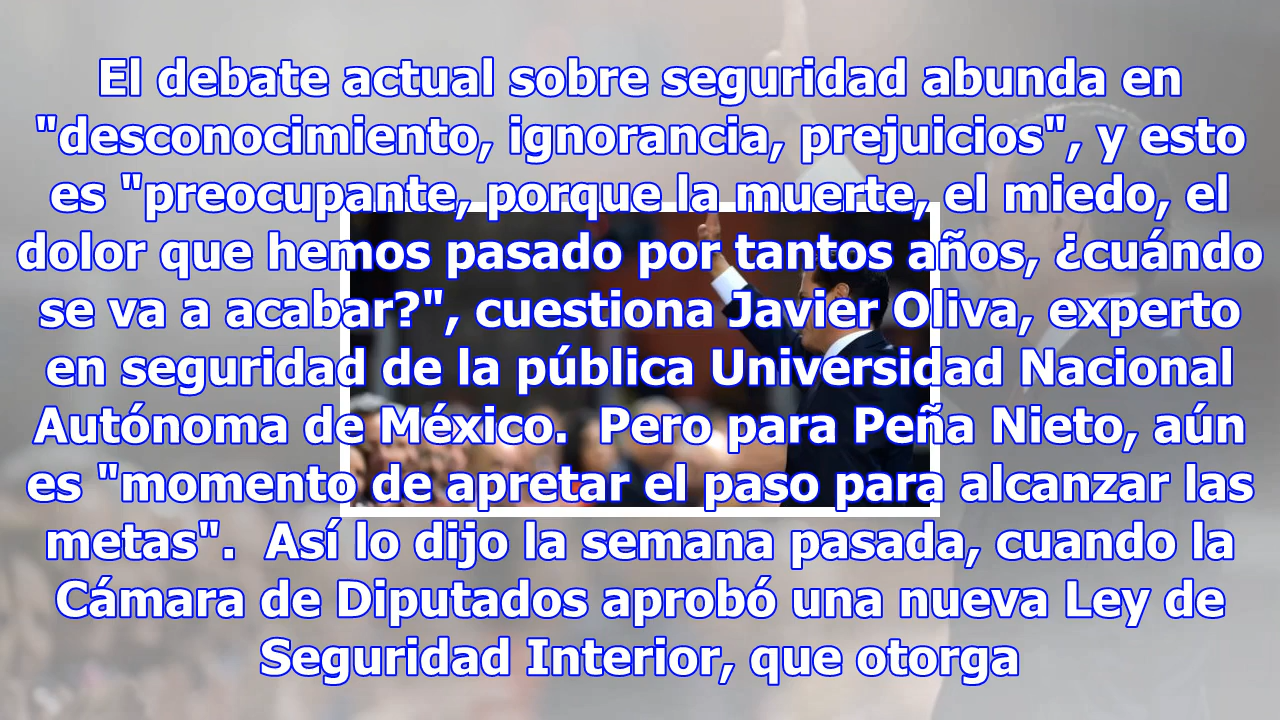 El debate actual sobre seguridad abunda en
"desconocimiento, ignorancia, prejuicios", y esto
es "preocupante, porque la muerte, el miedo, el
dolor que hemos pasado por tantos años, ¿cuándo
se va a acabar?", cuestiona Javier Oliva, experto
en seguridad de la pública Universidad Nacional
Autónoma de México.  Pero para Peña Nieto, aún
es "momento de apretar el paso para alcanzar las
metas".  Así lo dijo la semana pasada, cuando la
Cámara de Diputados aprobó una nueva Ley de
Seguridad Interior, que otorga